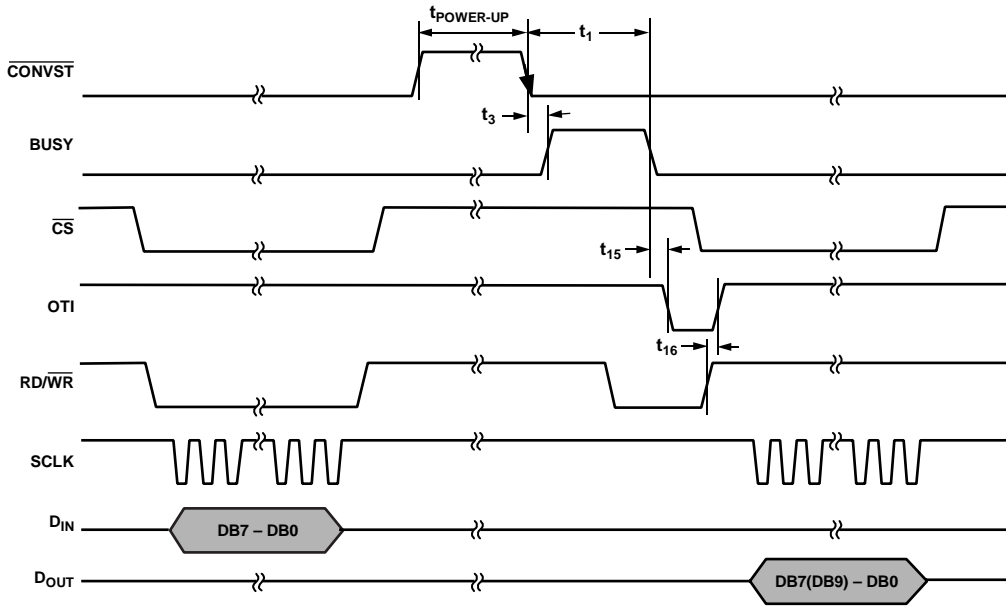 tPOWER-UP
t1
CONVST
t3
BUSY
CS
t15
OTI
t16
RD/WR
SCLK
DIN
DB7 – DB0
DOUT
DB7(DB9) – DB0